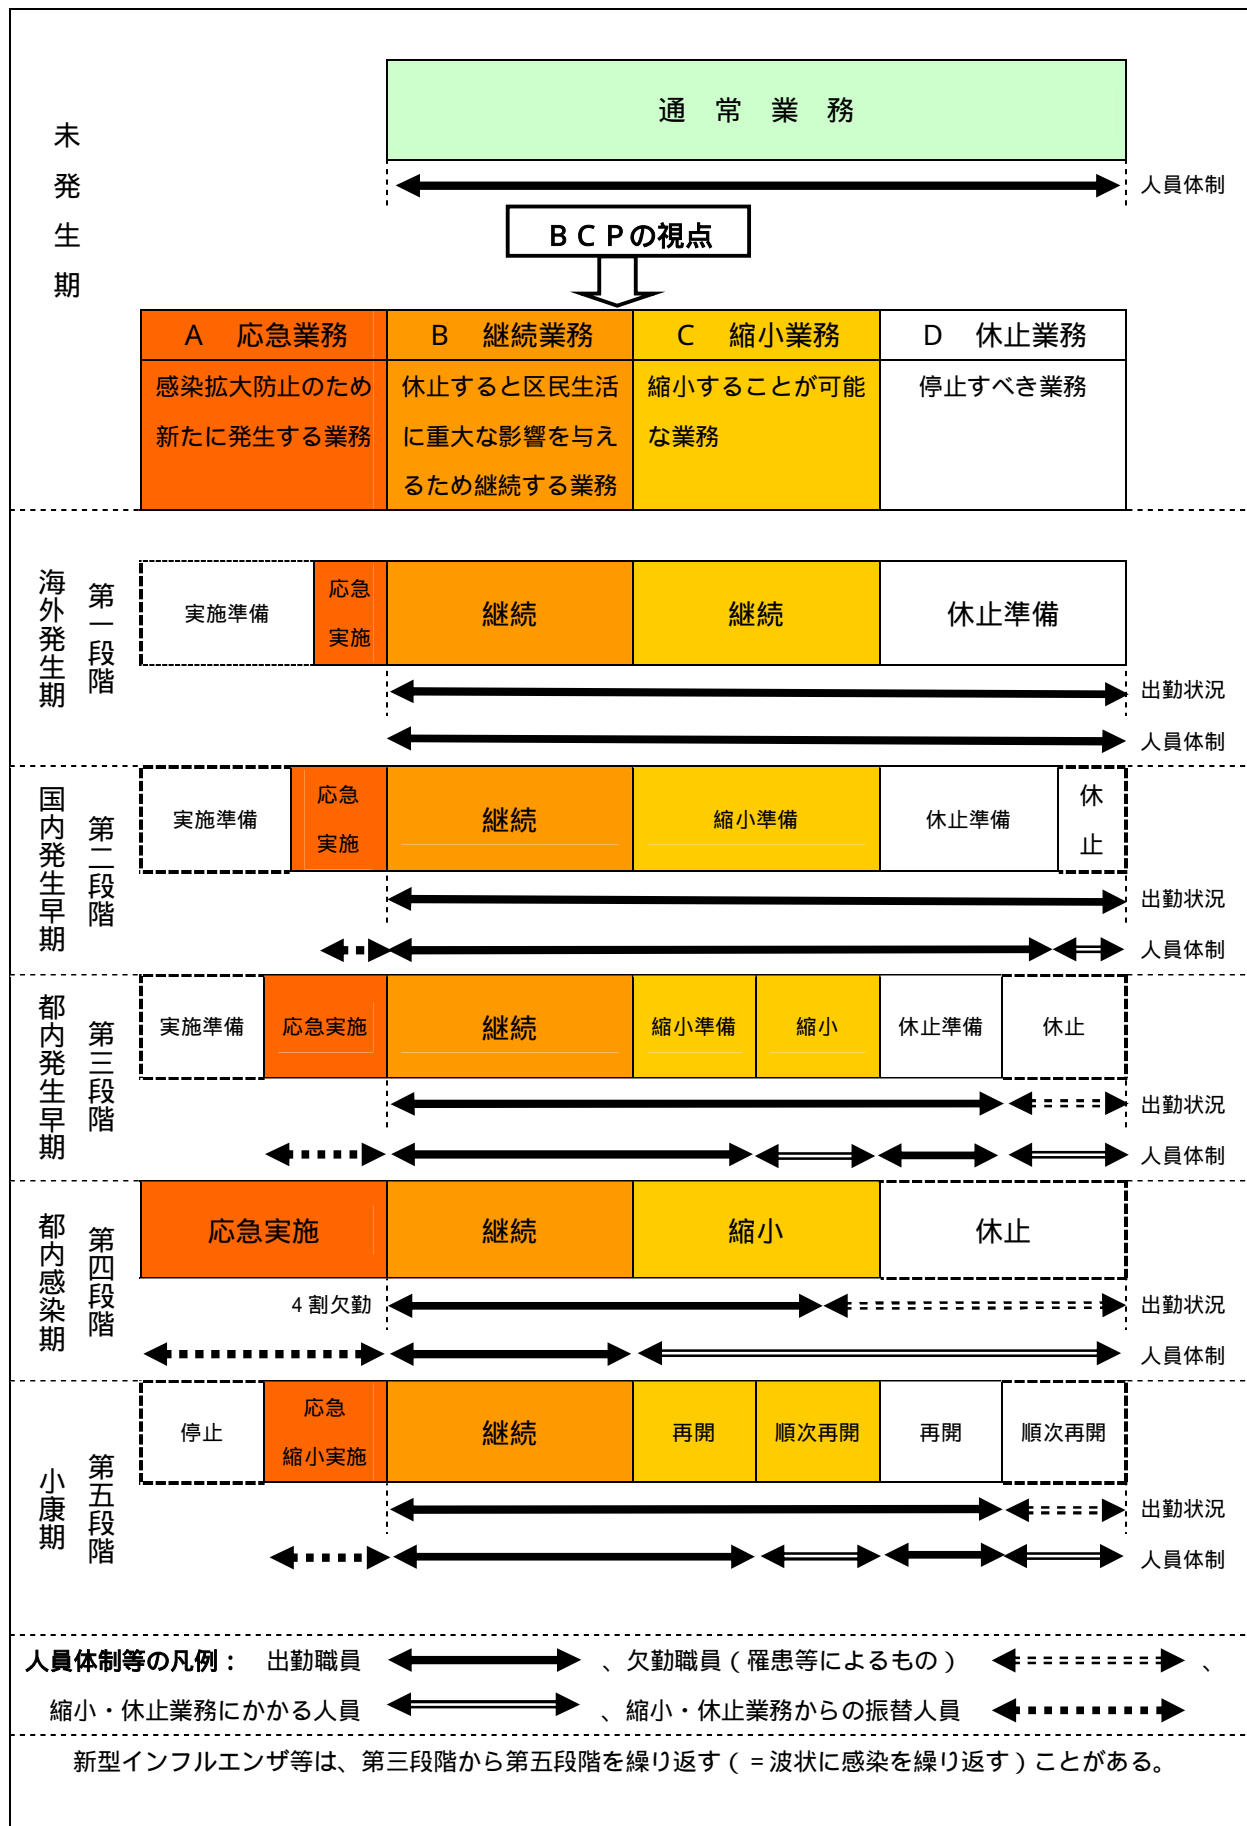 未発生期
通常業務
人員体制
ＢＣＰの視点
Ａ　応急業務
感染拡大防止のため
新たに発生する業務
Ｂ　継続業務
休止すると区民生活
に重大な影響を与え
るため継続する業務
Ｃ　縮小業務
縮小することが可能
な業務
Ｄ　休止業務
停止すべき業務
第一段階
海外発生期
実施準備
応急
実施
継続
継続
休止準備
出勤状況
人員体制
第二段階
国内発生早期
実施準備
応急
実施
継続
縮小準備
休止準備
休
止
出勤状況
人員体制
第三段階
都内発生早期
実施準備
応急実施
継続
縮小準備
縮小
休止準備
休止
出勤状況
人員体制
第四段階
都内感染期
応急実施
継続
縮小
休止
4割欠勤
出勤状況
人員体制
第五段階
小康期
停止
応急
縮小実施
継続
再開
順次再開
再開
順次再開
出勤状況
人員体制
人員体制等の凡例：　出勤職員　、欠勤職員（罹患等によるもの）　、
縮小・休止業務にかかる人員　、縮小・休止業務からの振替人員
新型インフルエンザ等は、第三段階から第五段階を繰り返す（＝波状に感染を繰り返す）ことがある。